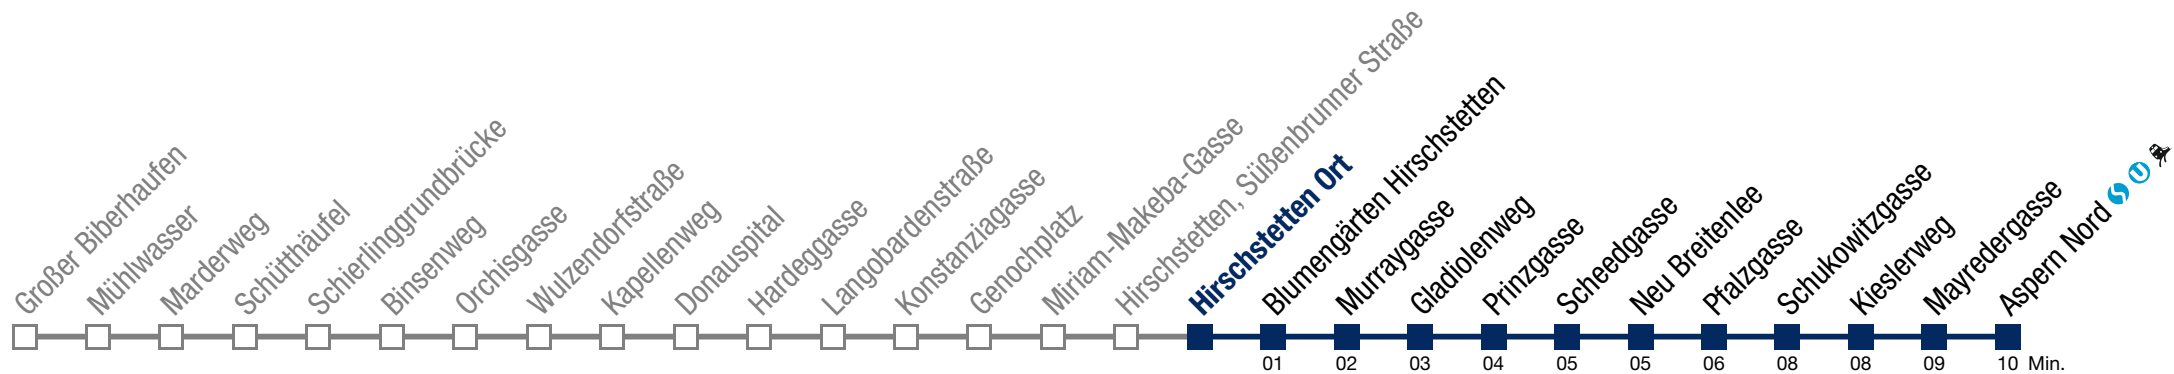 Großer Biberhaufen
Mühlwasser
Marderweg
Schütthäufel
Schierlinggrundbrücke
Binsenweg
Orchisgasse
Wulzendorfstraße
Kapellenweg
Donauspital
Hardeggasse
Langobardenstraße
Konstanziagasse
Genochplatz
Miriam-Makeba-Gasse
Hirschstetten, Süßenbrunner Straße
Hirschstetten Ort
Blumengärten Hirschstetten
Murraygasse
Gladiolenweg
Prinzgasse
Scheedgasse
Neu Breitenlee
Pfalzgasse
Schukowitzgasse
Kieslerweg
Mayredergasse
Aspern Nord S U
01 02 03 04 05 05 06 08 08 09 10 Min.